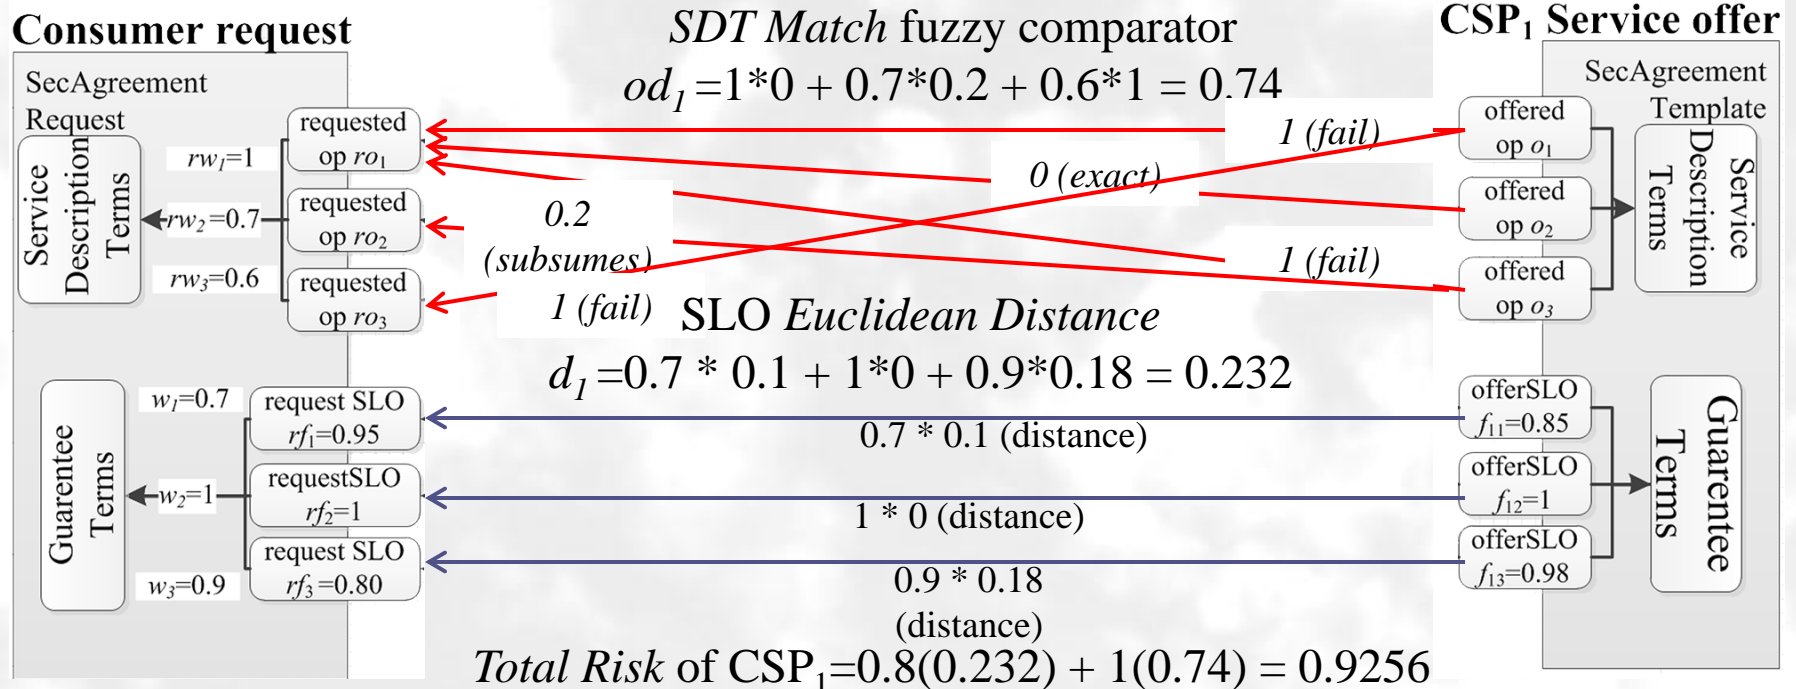 Consumer request
SDT Match fuzzy comparator
CSP1 Service offer
SecAgreement
Request
od1=1*0 + 0.7*0.2 + 0.6*1 = 0.74
SecAgreement
Template
Service
Description
Terms
rw1=1
rw2=0.7
rw3=0.6
requested
op ro1
requested
op ro2
requested
op ro3
1 (fail)
0 (exact)
0.2
(subsumes)
1 (fail)
1 (fail)
offered
op o1
offered
op o2
offered
op o3
Service
Description
Terms
SLO Euclidean Distance
d1=0.7 * 0.1 + 1*0 + 0.9*0.18 = 0.232
Guarentee
Terms
w1=0.7
w2=1
w3=0.9
request SLO
rf1=0.95
requestSLO
rf2=1
request SLO
rf3=0.80
0.7 * 0.1 (distance)
1 * 0 (distance)
0.9 * 0.18
(distance)
offerSLO
f11=0.85
offerSLO
f12=1
offerSLO
f13=0.98
Guarentee
Terms
Total Risk of CSP1=0.8(0.232) + 1(0.74) = 0.9256